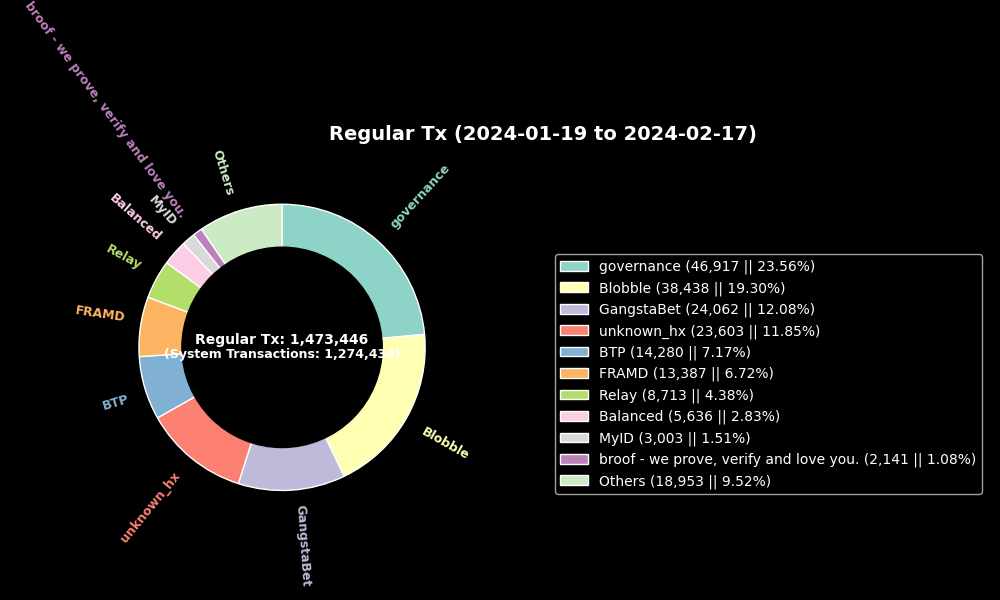 Regular Tx (2024-01-19 to 2024-02-17)
broof - we prove, verify and love you.
Others
governance
MyID
Balanced
Relay
FRAMD
BTP
unknown_hx
GangstaBet
Blobble
Regular Tx: 1,473,446
(System Transactions: 1,274,43
governance (46,917 || 23.56%)
Blobble (38,438 || 19.30%)
GangstaBet (24,062 || 12.08%)
unknown_hx (23,603 || 11.85%)
BTP (14,280 || 7.17%)
FRAMD (13,387 || 6.72%)
Relay (8,713 || 4.38%)
Balanced (5,636 || 2.83%)
MyID (3,003 || 1.51%)
broof - we prove, verify and love you. (2,141 || 1.08%)
Others (18,953 || 9.52%)